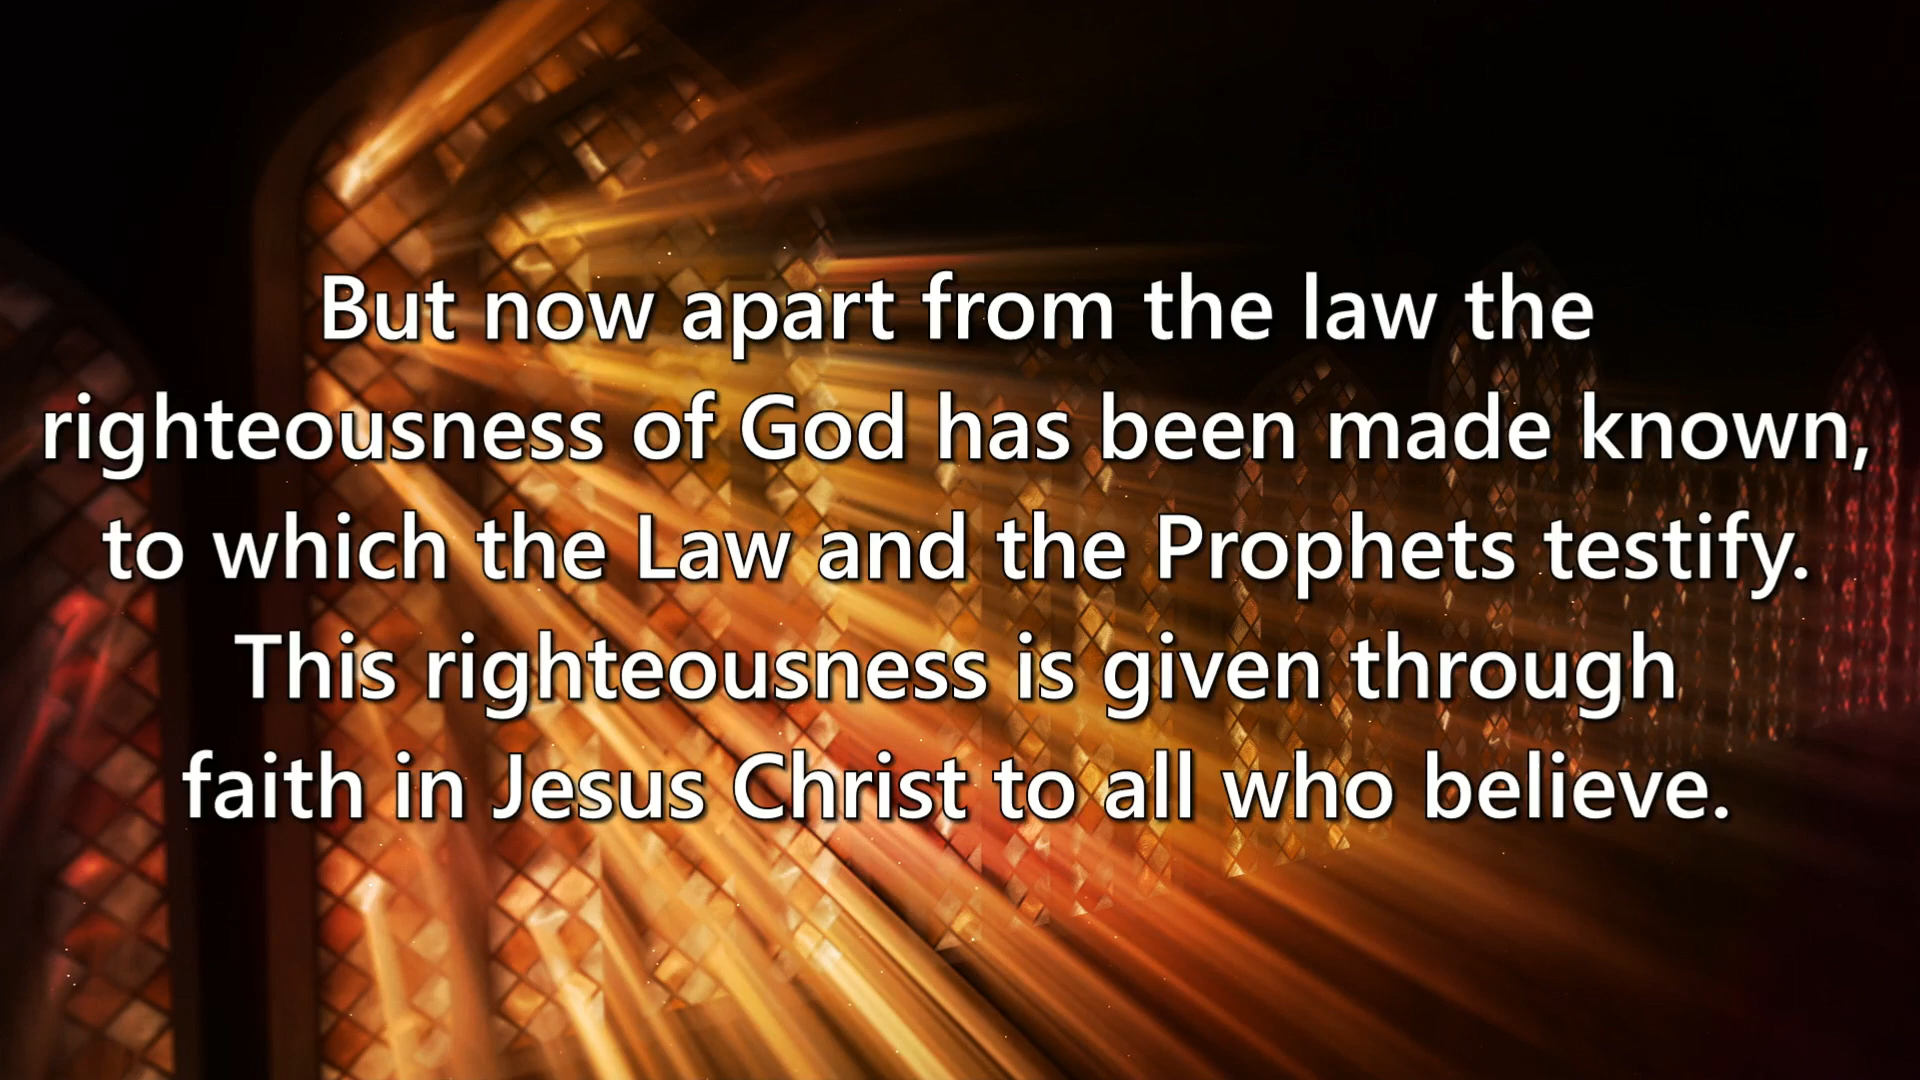 But now apart from the law the
righteousness of God has been made known,
to which the Law and the Prophets testify.
This righteousness is given through
faith in Jesus Christ to all who believe.